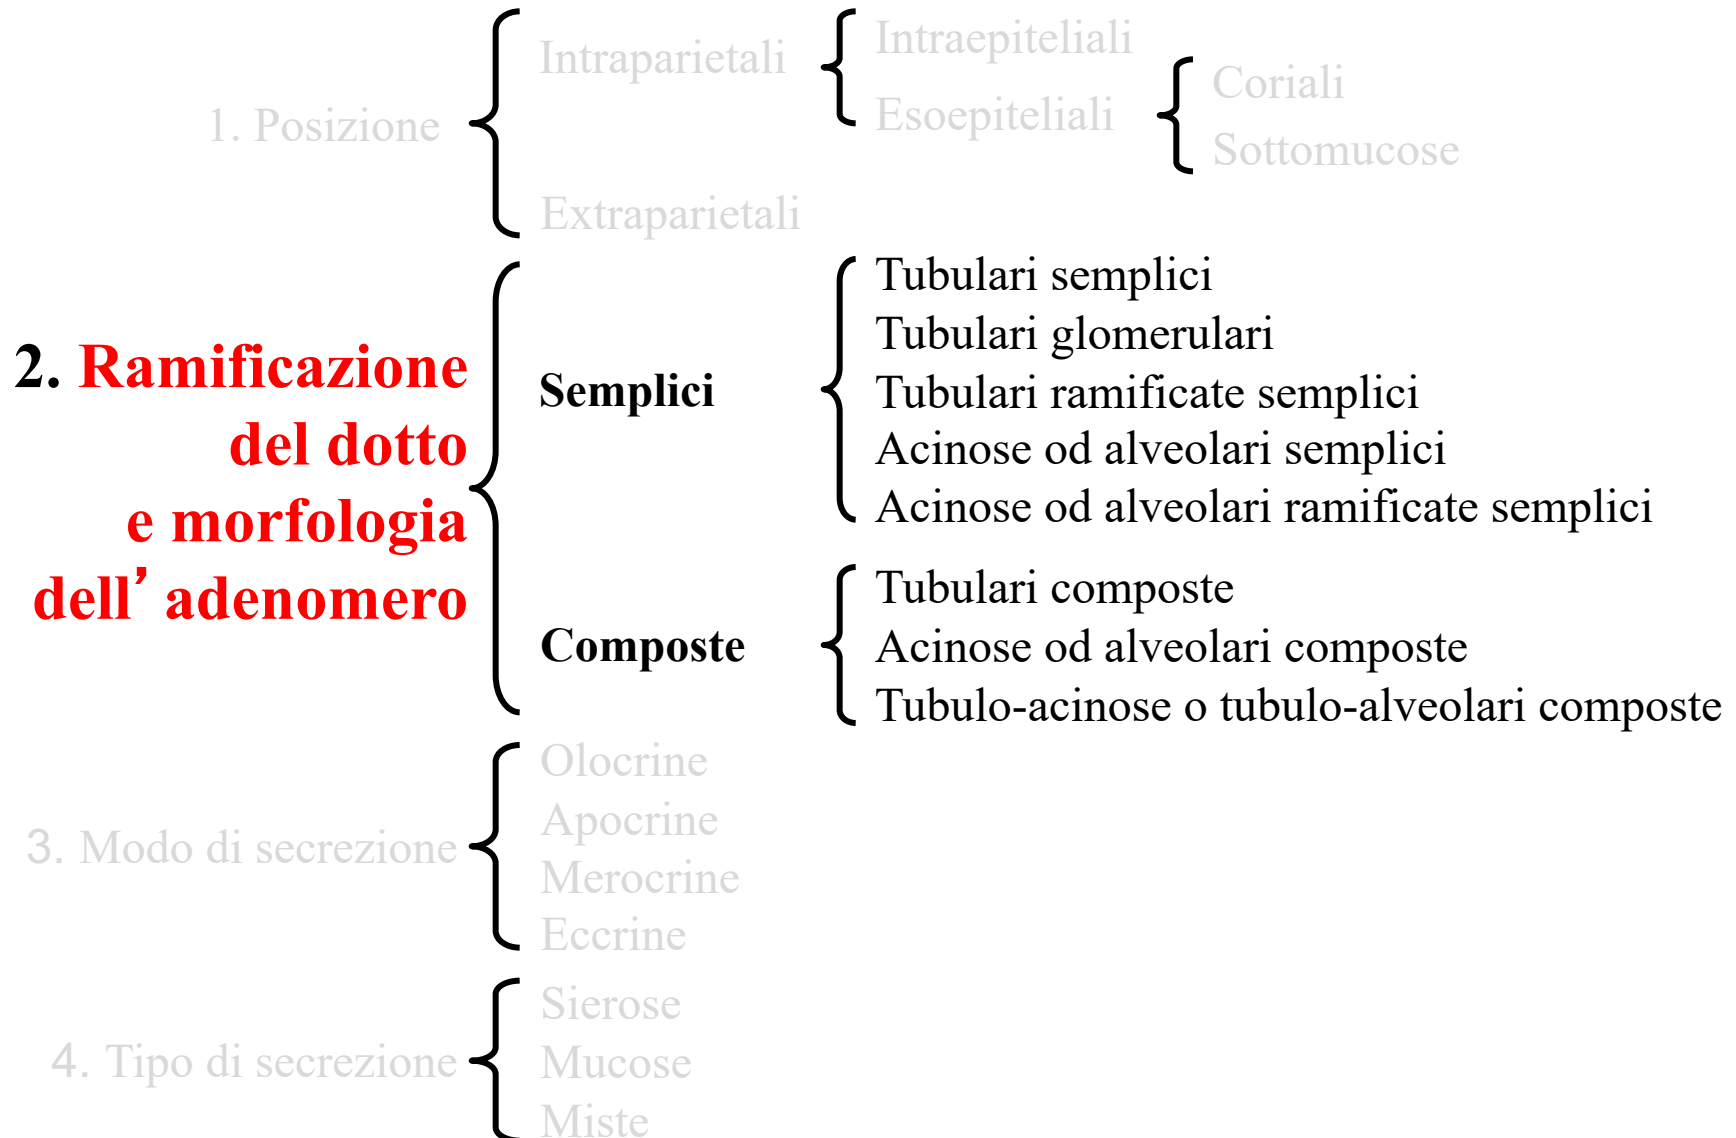 1. Posizione
Intraparietali
Intraepiteliali
Esoepiteliali
Coriali
Sottomucose
Extraparietali
2. Ramificazione
del dotto
e morfologia
dell’ adenomero
Semplici
Tubulari semplici
Tubulari glomerulari
Tubulari ramificate semplici
Acinose od alveolari semplici
Acinose od alveolari ramificate semplici
Composte
Tubulari composte
Acinose od alveolari composte
Tubulo-acinose o tubulo-alveolari composte
3. Modo di secrezione
Olocrine
Apocrine
Merocrine
Eccrine
4. Tipo di secrezione
Sierose
Mucose
Miste